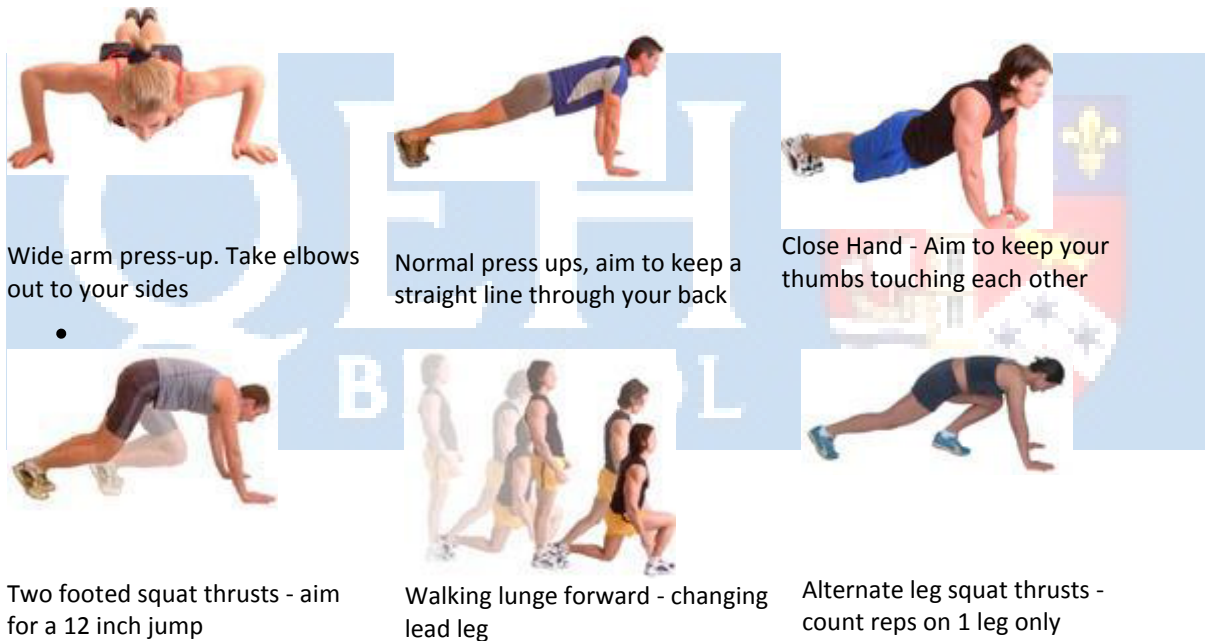 QEH
Wide arm press-up. Take elbows
out to your sides
Normal press ups, aim to keep a
straight line through your back
Close Hand - Aim to keep your
thumbs touching each other
•
Two footed squat thrusts - aim
for a 12 inch jump
Walking lunge forward - changing
lead leg
Alternate leg squat thrusts -
count reps on 1 leg only